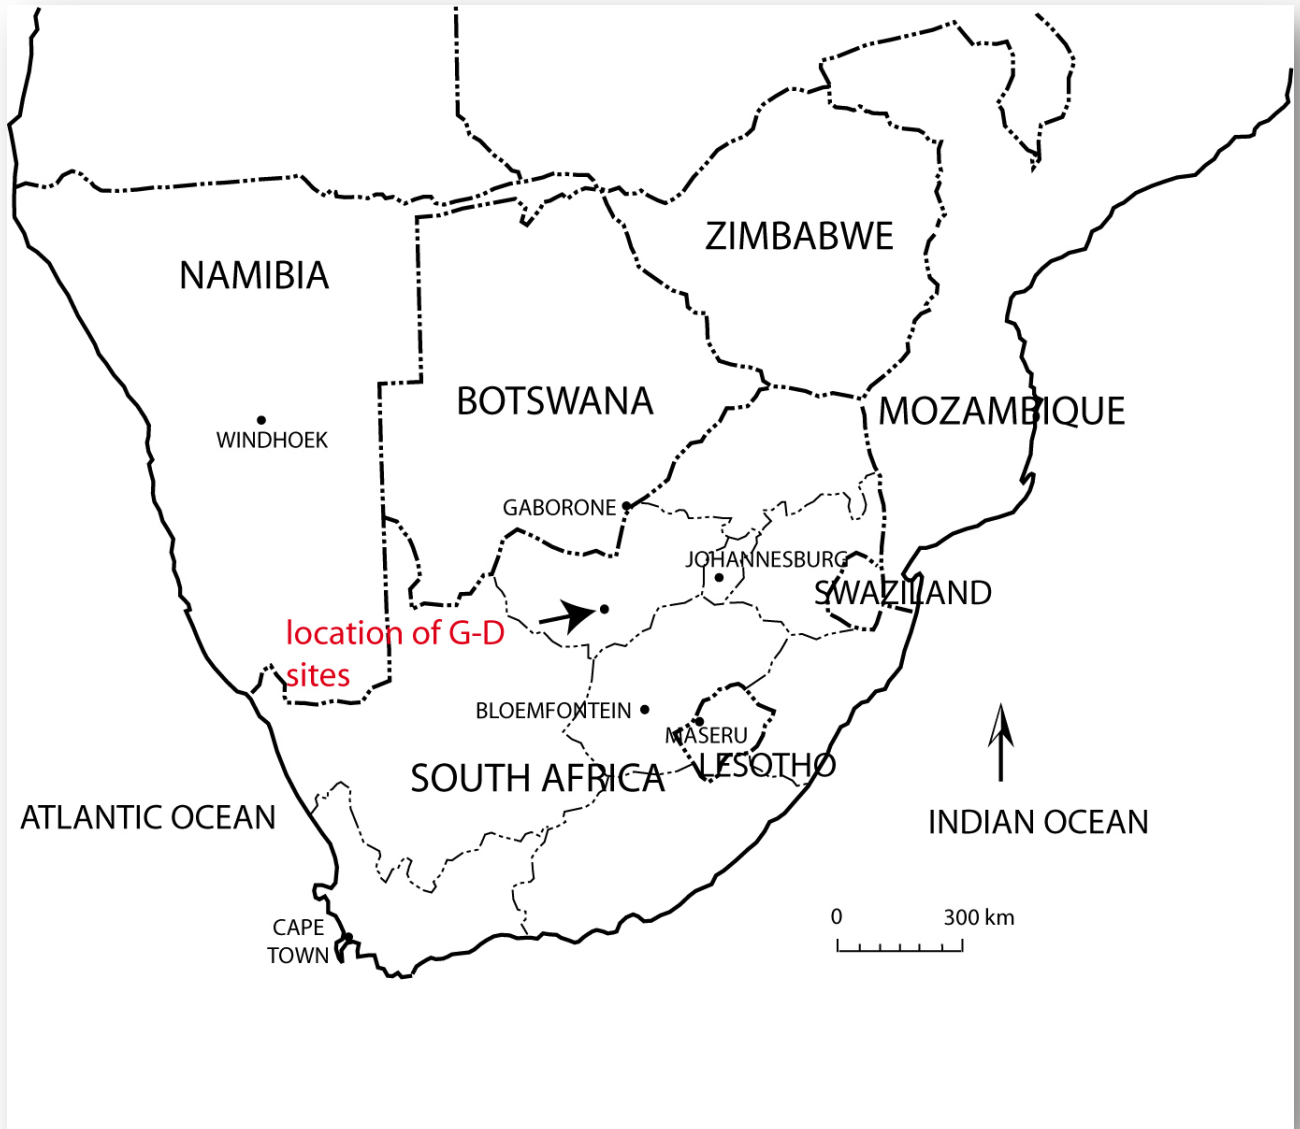 ZIMBABWE
NAMIBIA
BOTSWANA
MOZAMBIQUE
WINDHOEK
GABORONE
JOHANNESBURG
SWAZILAND
location of G-D
sites
BLOEMFONTEIN
MASERU
LESOTHO
SOUTH AFRICA
ATLANTIC OCEAN
INDIAN OCEAN
0 300 km
CAPE
TOWN